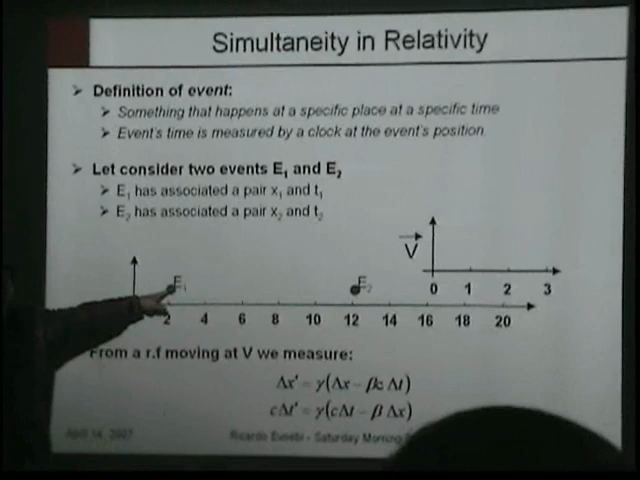 Simultaneity in Relativity
Definition of event:
Something that happens at a specific place at a specific time
Event's time is measured by a clock at the event's position
Let consider two events E₁ and E₂
E₁ has associated a pair x₁ and t₁
E₂ has associated a pair x₂ and t₂
V
0 1 2 3
E₁ E₂
2 4 6 8 10 12 14 16 18 20
From a r.f moving at V we measure:
Δx' = γ(Δx − βc Δt)
cΔt' = γ(cΔt − β Δx)
April 14, 2007 Ricardo Eusebi - Saturday Morning